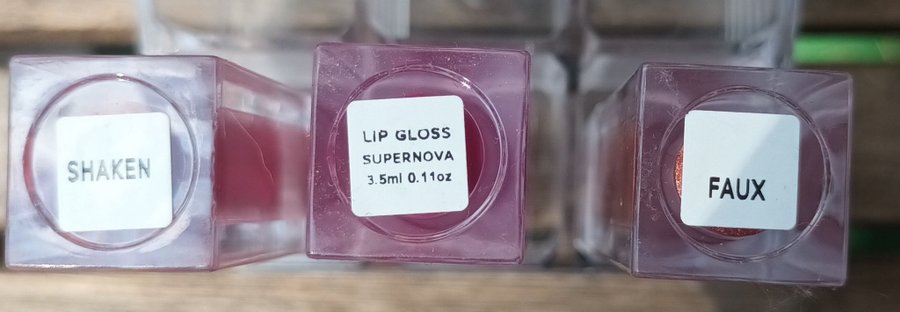 SHAKEN
LIP GLOSS
SUPERNOVA
3.5ml 0.11oz
FAUX